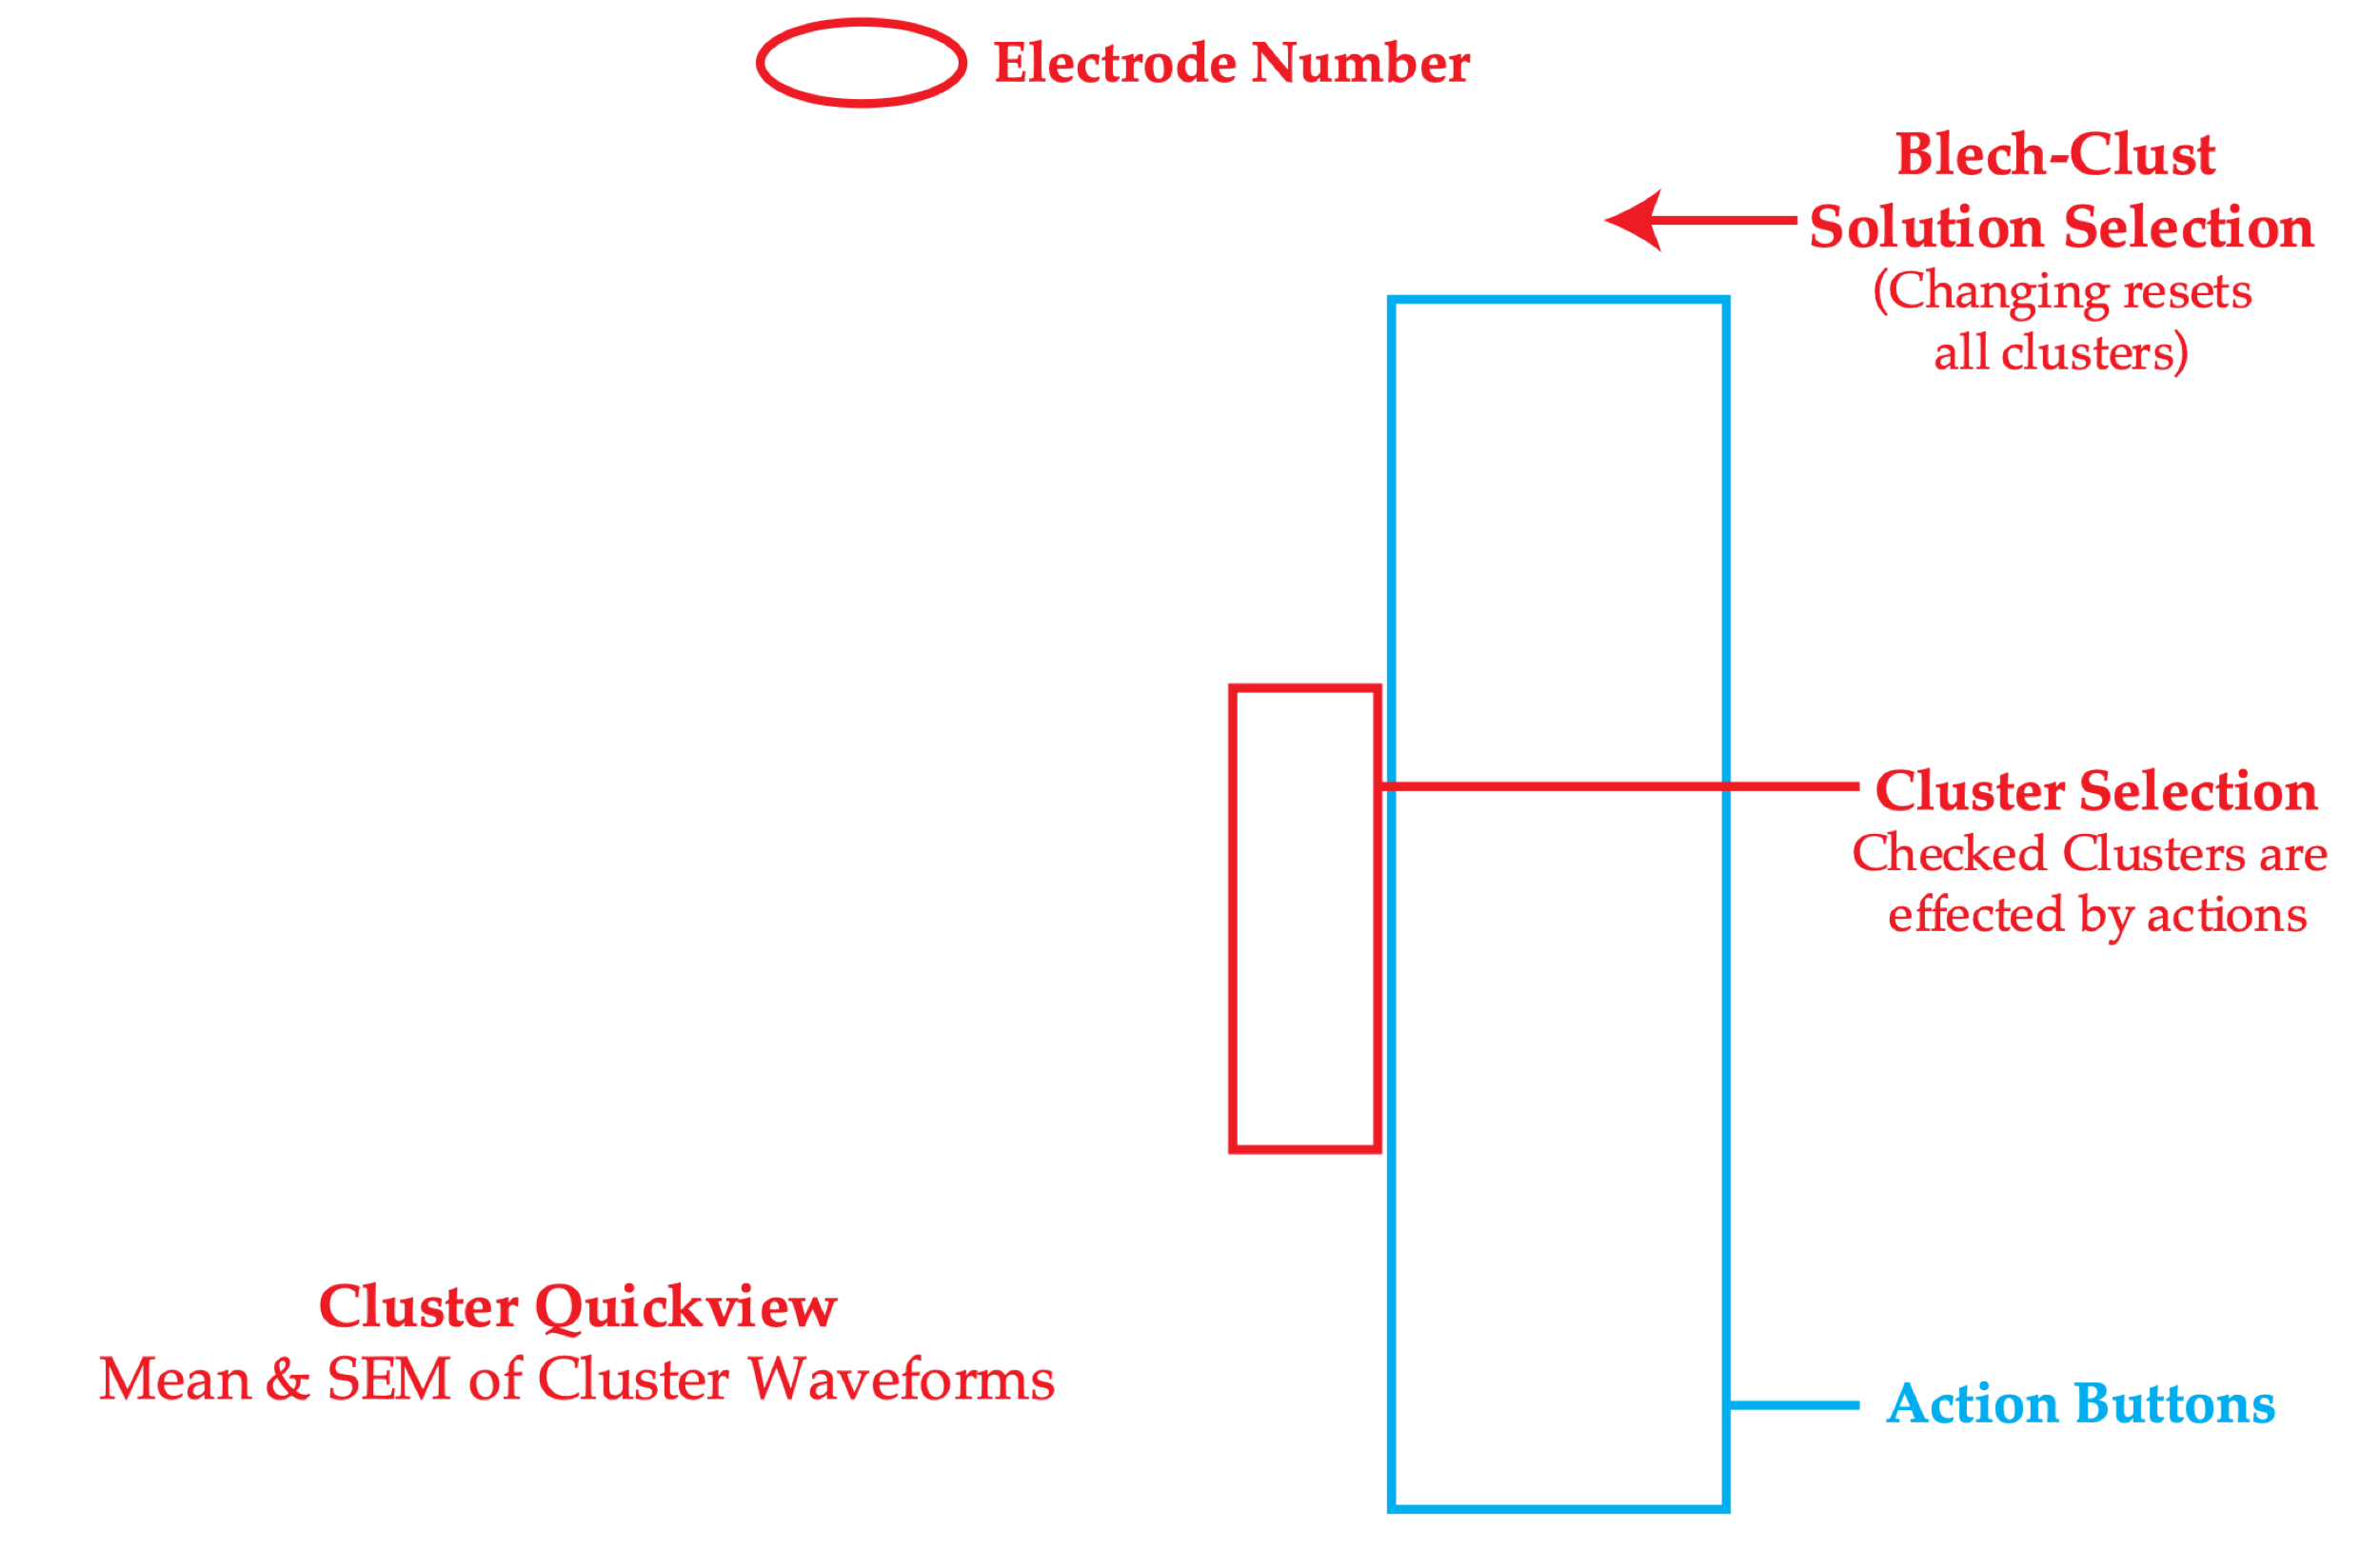 Electrode Number
Blech-Clust
Solution Selection
(Changing resets
all clusters)
Cluster Selection
Checked Clusters are
effected by actions
Cluster Quickview
Mean & SEM of Cluster Waveforms
Action Buttons